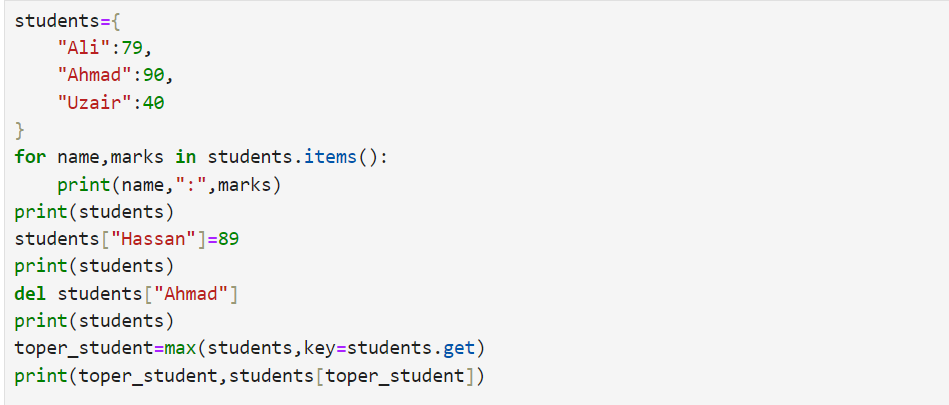 students={
    "Ali":79,
    "Ahmad":90,
    "Uzair":40
}
for name,marks in students.items():
    print(name,":",marks)
print(students)
students["Hassan"]=89
print(students)
del students["Ahmad"]
print(students)
toper_student=max(students,key=students.get)
print(toper_student,students[toper_student])